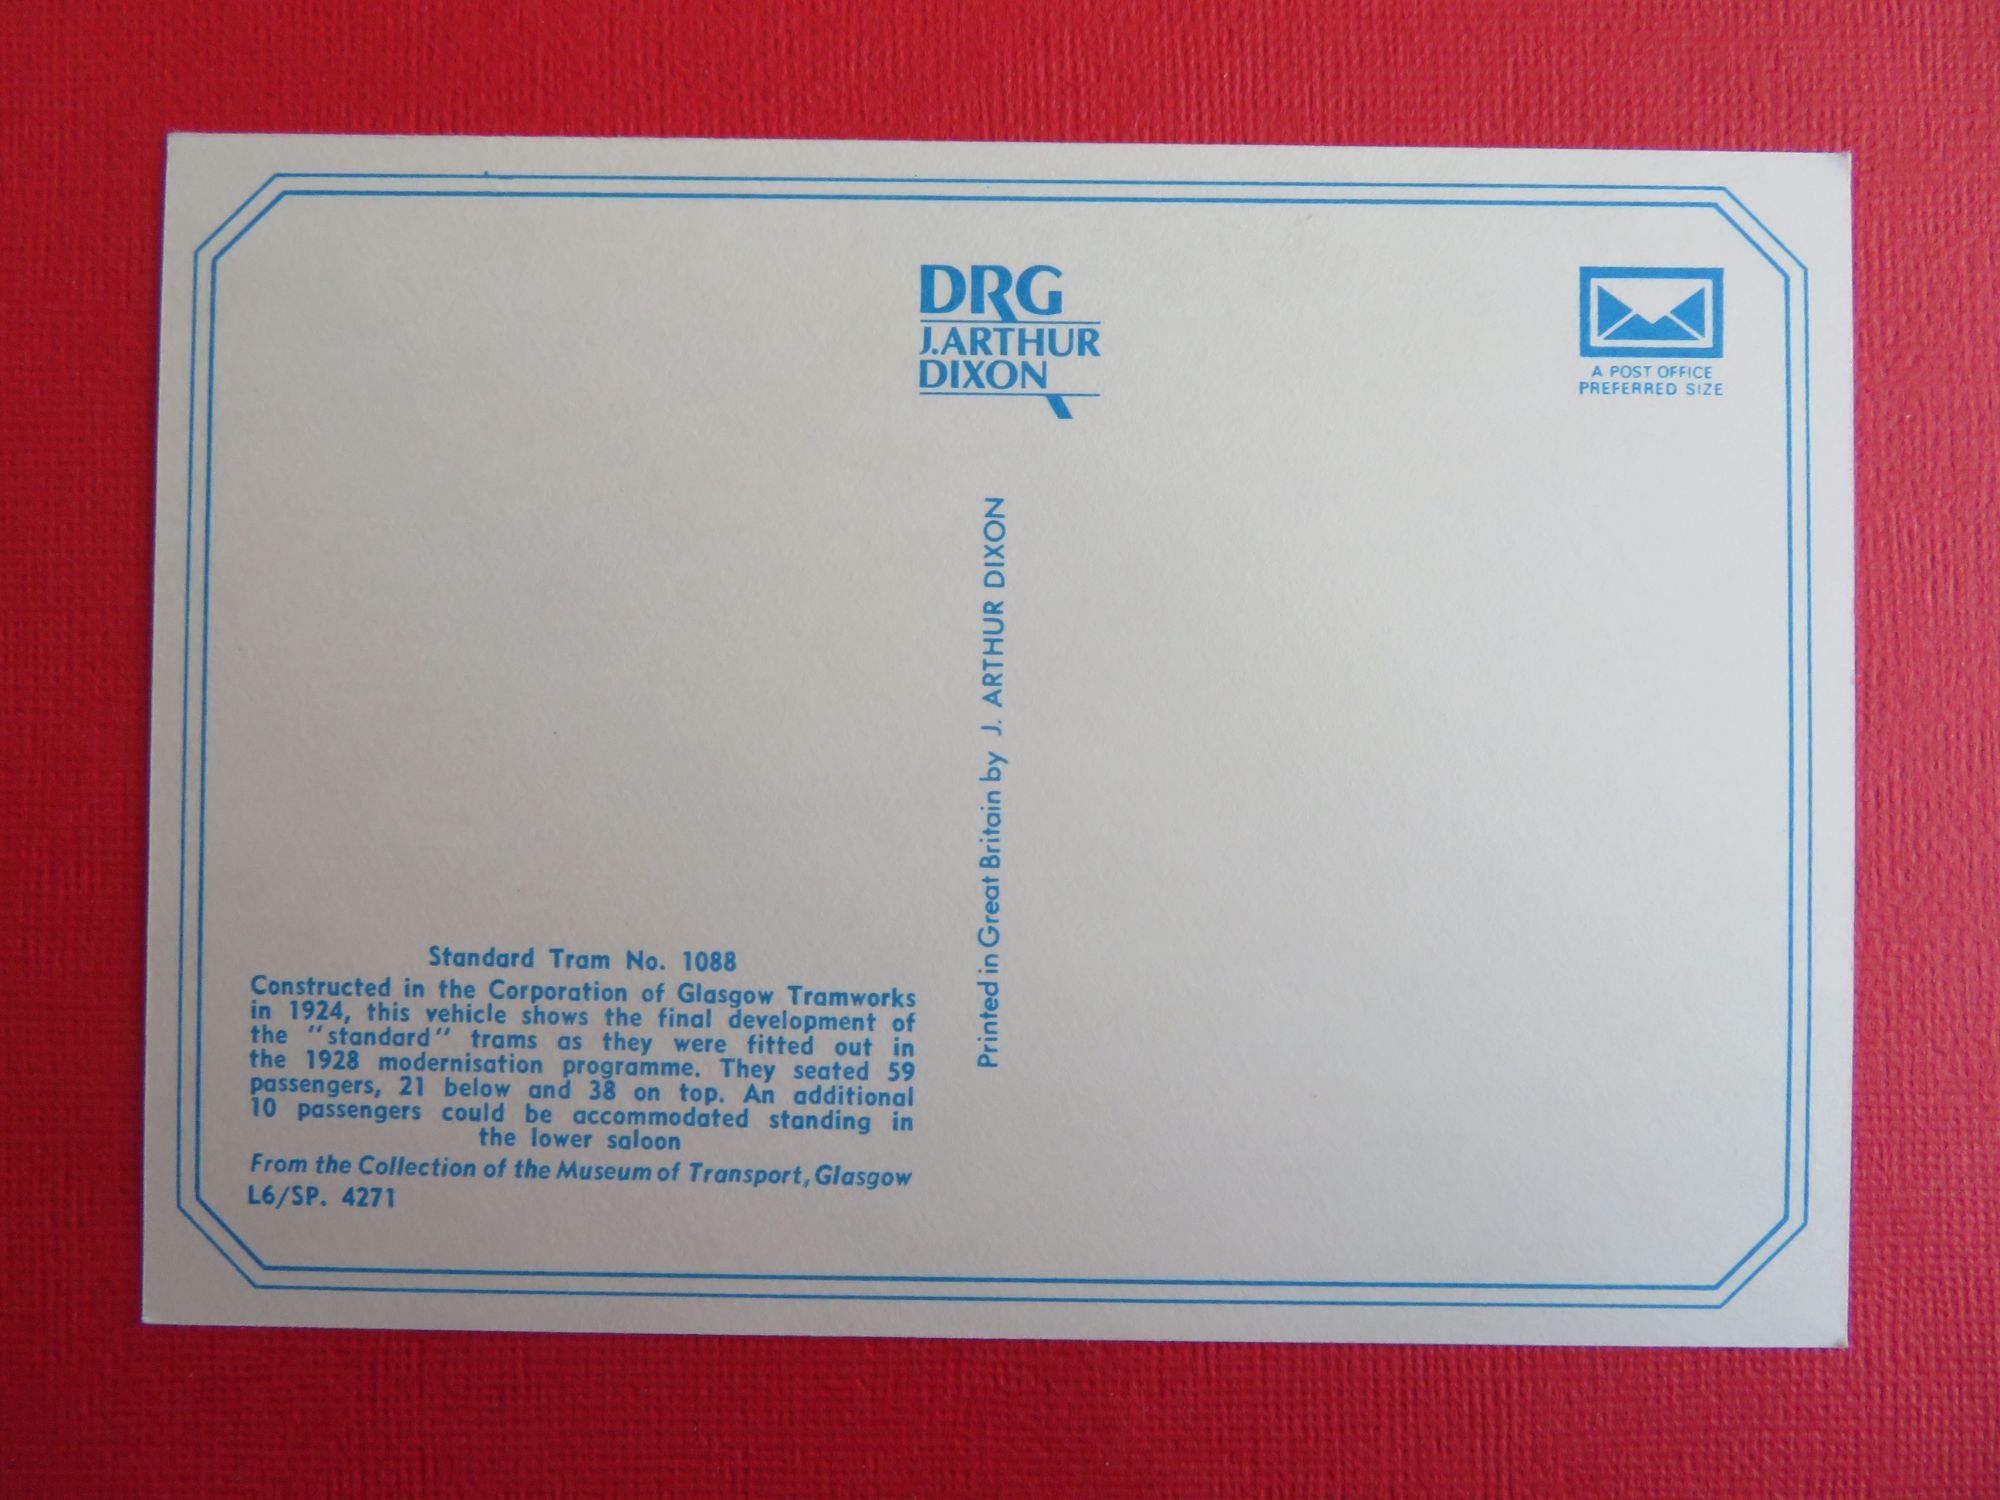 DRG
J.ARTHUR
DIXON
A POST OFFICE
PREFERRED SIZE
Printed in Great Britain by J. ARTHUR DIXON
Standard Tram No. 1088
Constructed in the Corporation of Glasgow Tramworks
in 1924, this vehicle shows the final development of
the "standard" trams as they were fitted out in
the 1928 modernisation programme. They seated 59
passengers, 21 below and 38 on top. An additional
10 passengers could be accommodated standing in
the lower saloon
From the Collection of the Museum of Transport, Glasgow
L6/SP. 4271